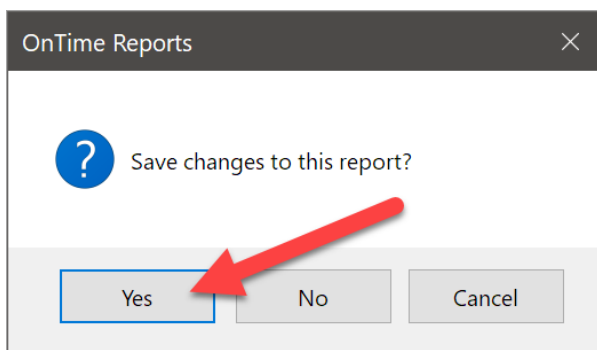 OnTime Reports
?
Save changes to this report?
Yes
No
Cancel